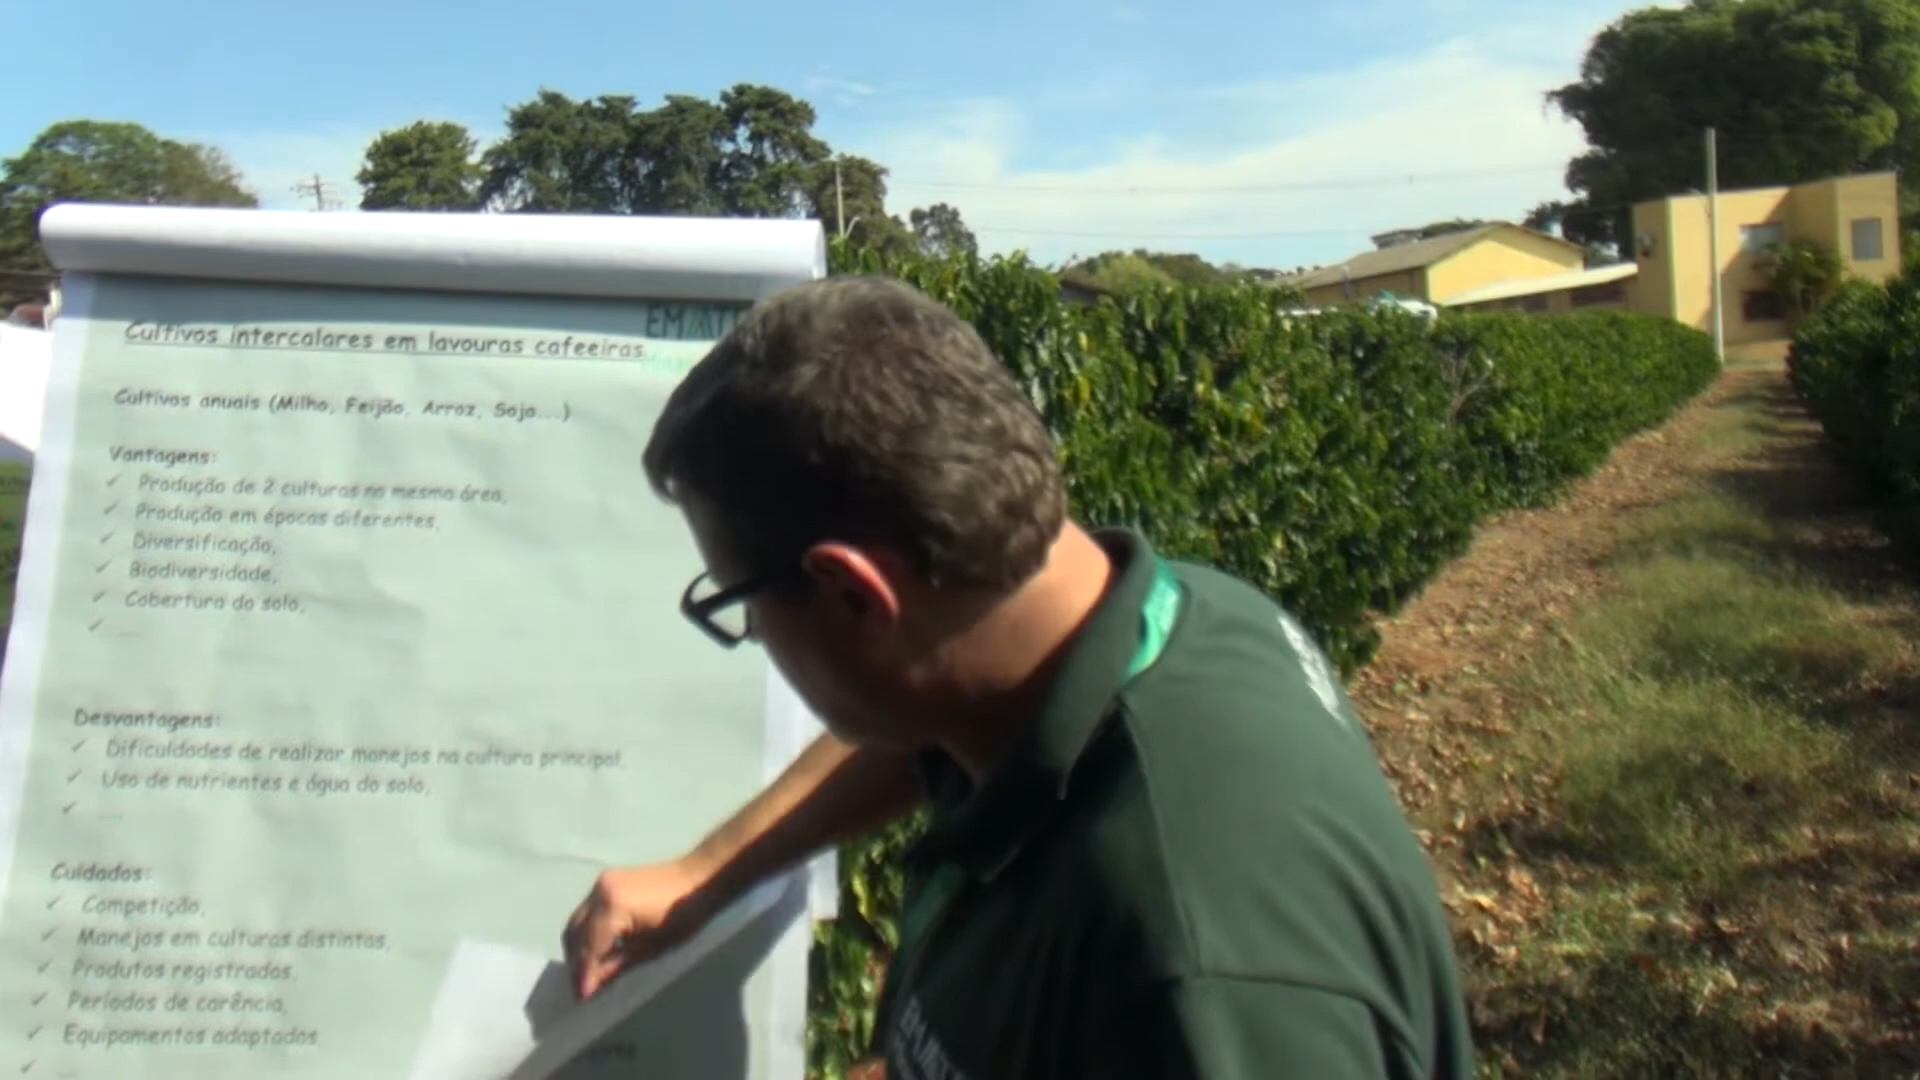 EMAT
Cultivos intercalares em lavouras cafeeiras
Cultivos anuais (Milho, Feijão, Arroz, Soja...)
Vantagens:
✓ Produção de 2 culturas na mesma área,
✓ Produção em épocas diferentes,
✓ Diversificação,
✓ Biodiversidade,
✓ Cobertura do solo,
✓ ......
Desvantagens:
✓ Dificuldades de realizar manejos na cultura principal,
✓ Uso de nutrientes e água do solo,
✓ ......
Cuidados:
✓ Competição,
✓ Manejos em culturas distintas,
✓ Produtos registrados,
✓ Períodos de carência,
✓ Equipamentos adaptados
✓ ....